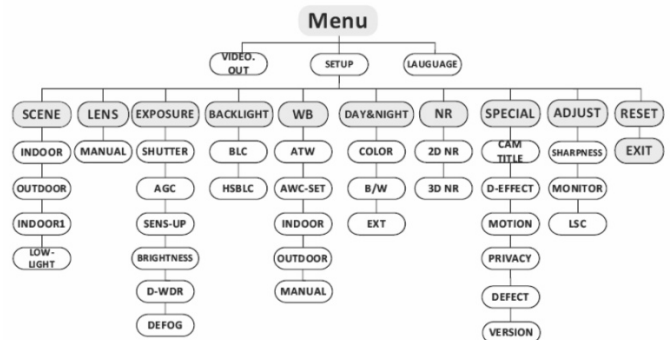 Menu
VIDEO.
OUT
SETUP
LAUGUAGE
SCENE
LENS
EXPOSURE
BACKLIGHT
WB
DAY&NIGHT
NR
SPECIAL
ADJUST
RESET
INDOOR
MANUAL
SHUTTER
BLC
ATW
COLOR
2D NR
CAM
TITLE
SHARPNESS
EXIT
OUTDOOR
AGC
HSBLC
AWC-SET
B/W
3D NR
D-EFFECT
MONITOR
INDOOR1
SENS-UP
INDOOR
EXT
MOTION
LSC
LOW-
LIGHT
BRIGHTNESS
OUTDOOR
PRIVACY
D-WDR
MANUAL
DEFECT
DEFOG
VERSION